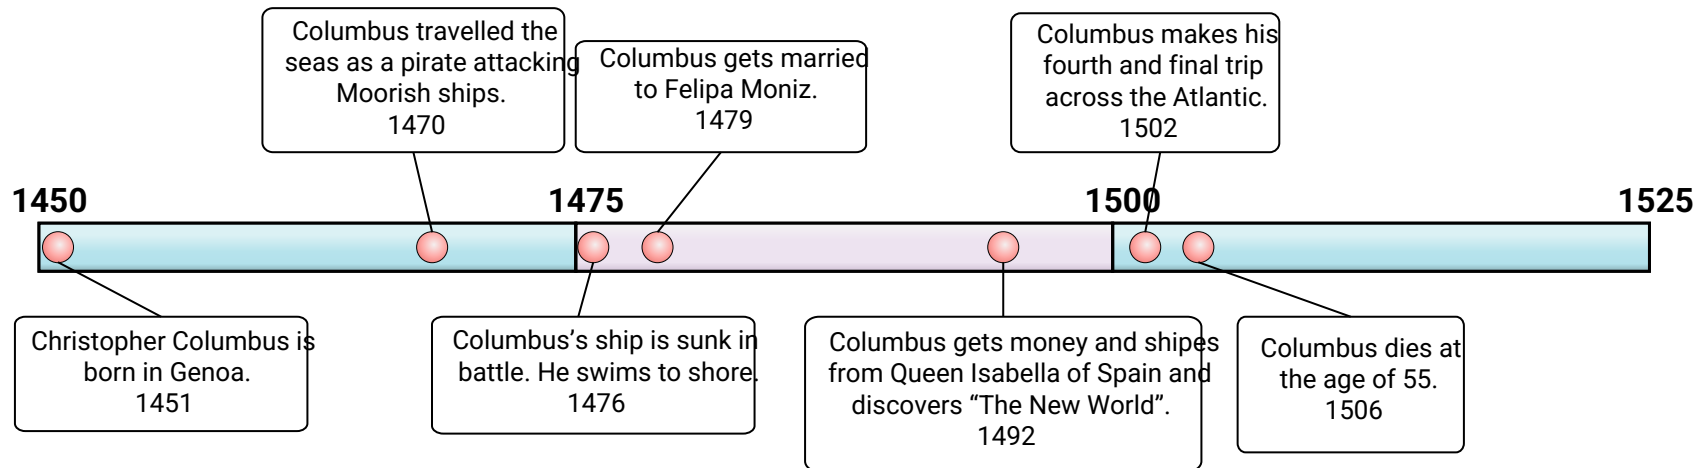 Columbus travelled the
seas as a pirate attacking
Moorish ships.
1470
Columbus gets married
to Felipa Moniz.
1479
Columbus makes his
fourth and final trip
across the Atlantic.
1502
1450
1475
1500
1525
Christopher Columbus is
born in Genoa.
1451
Columbus’s ship is sunk in
battle. He swims to shore.
1476
Columbus gets money and shipes
from Queen Isabella of Spain and
discovers “The New World”.
1492
Columbus dies at
the age of 55.
1506